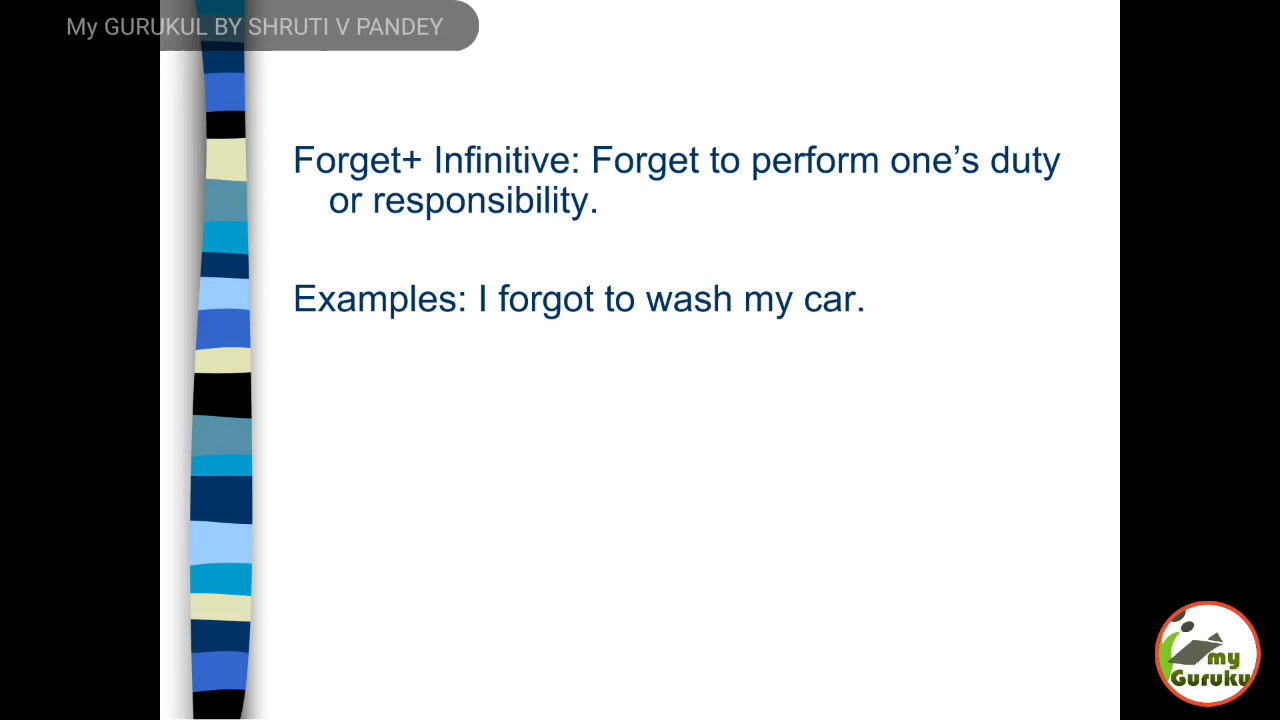 My GURUKUL BY SHRUTI V PANDEY
Forget+ Infinitive: Forget to perform one’s duty
or responsibility.
Examples: I forgot to wash my car.
my
Guruku